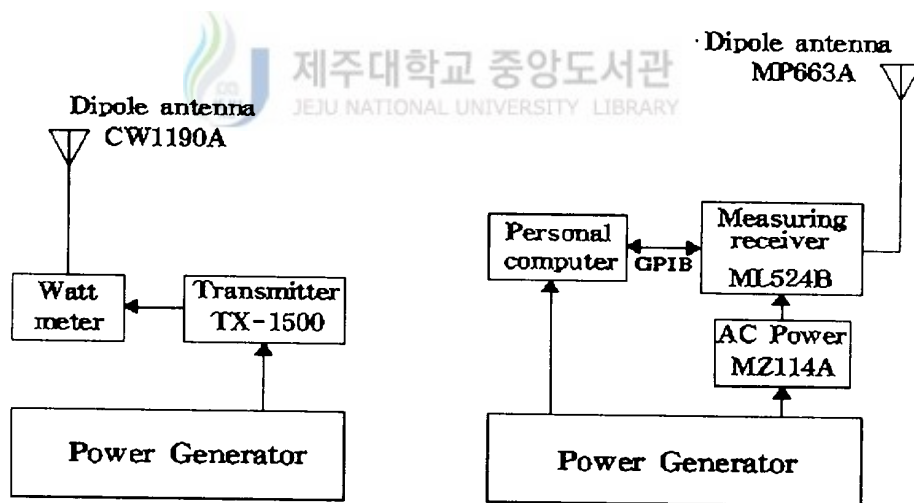 제주대학교 중앙도서관
JEJU NATIONAL UNIVERSITY LIBRARY
Dipole antenna
CW1190A
Watt
meter
Transmitter
TX-1500
Power Generator
Dipole antenna
MP663A
Personal
computer
GPIB
Measuring
receiver
ML524B
AC Power
MZ114A
Power Generator